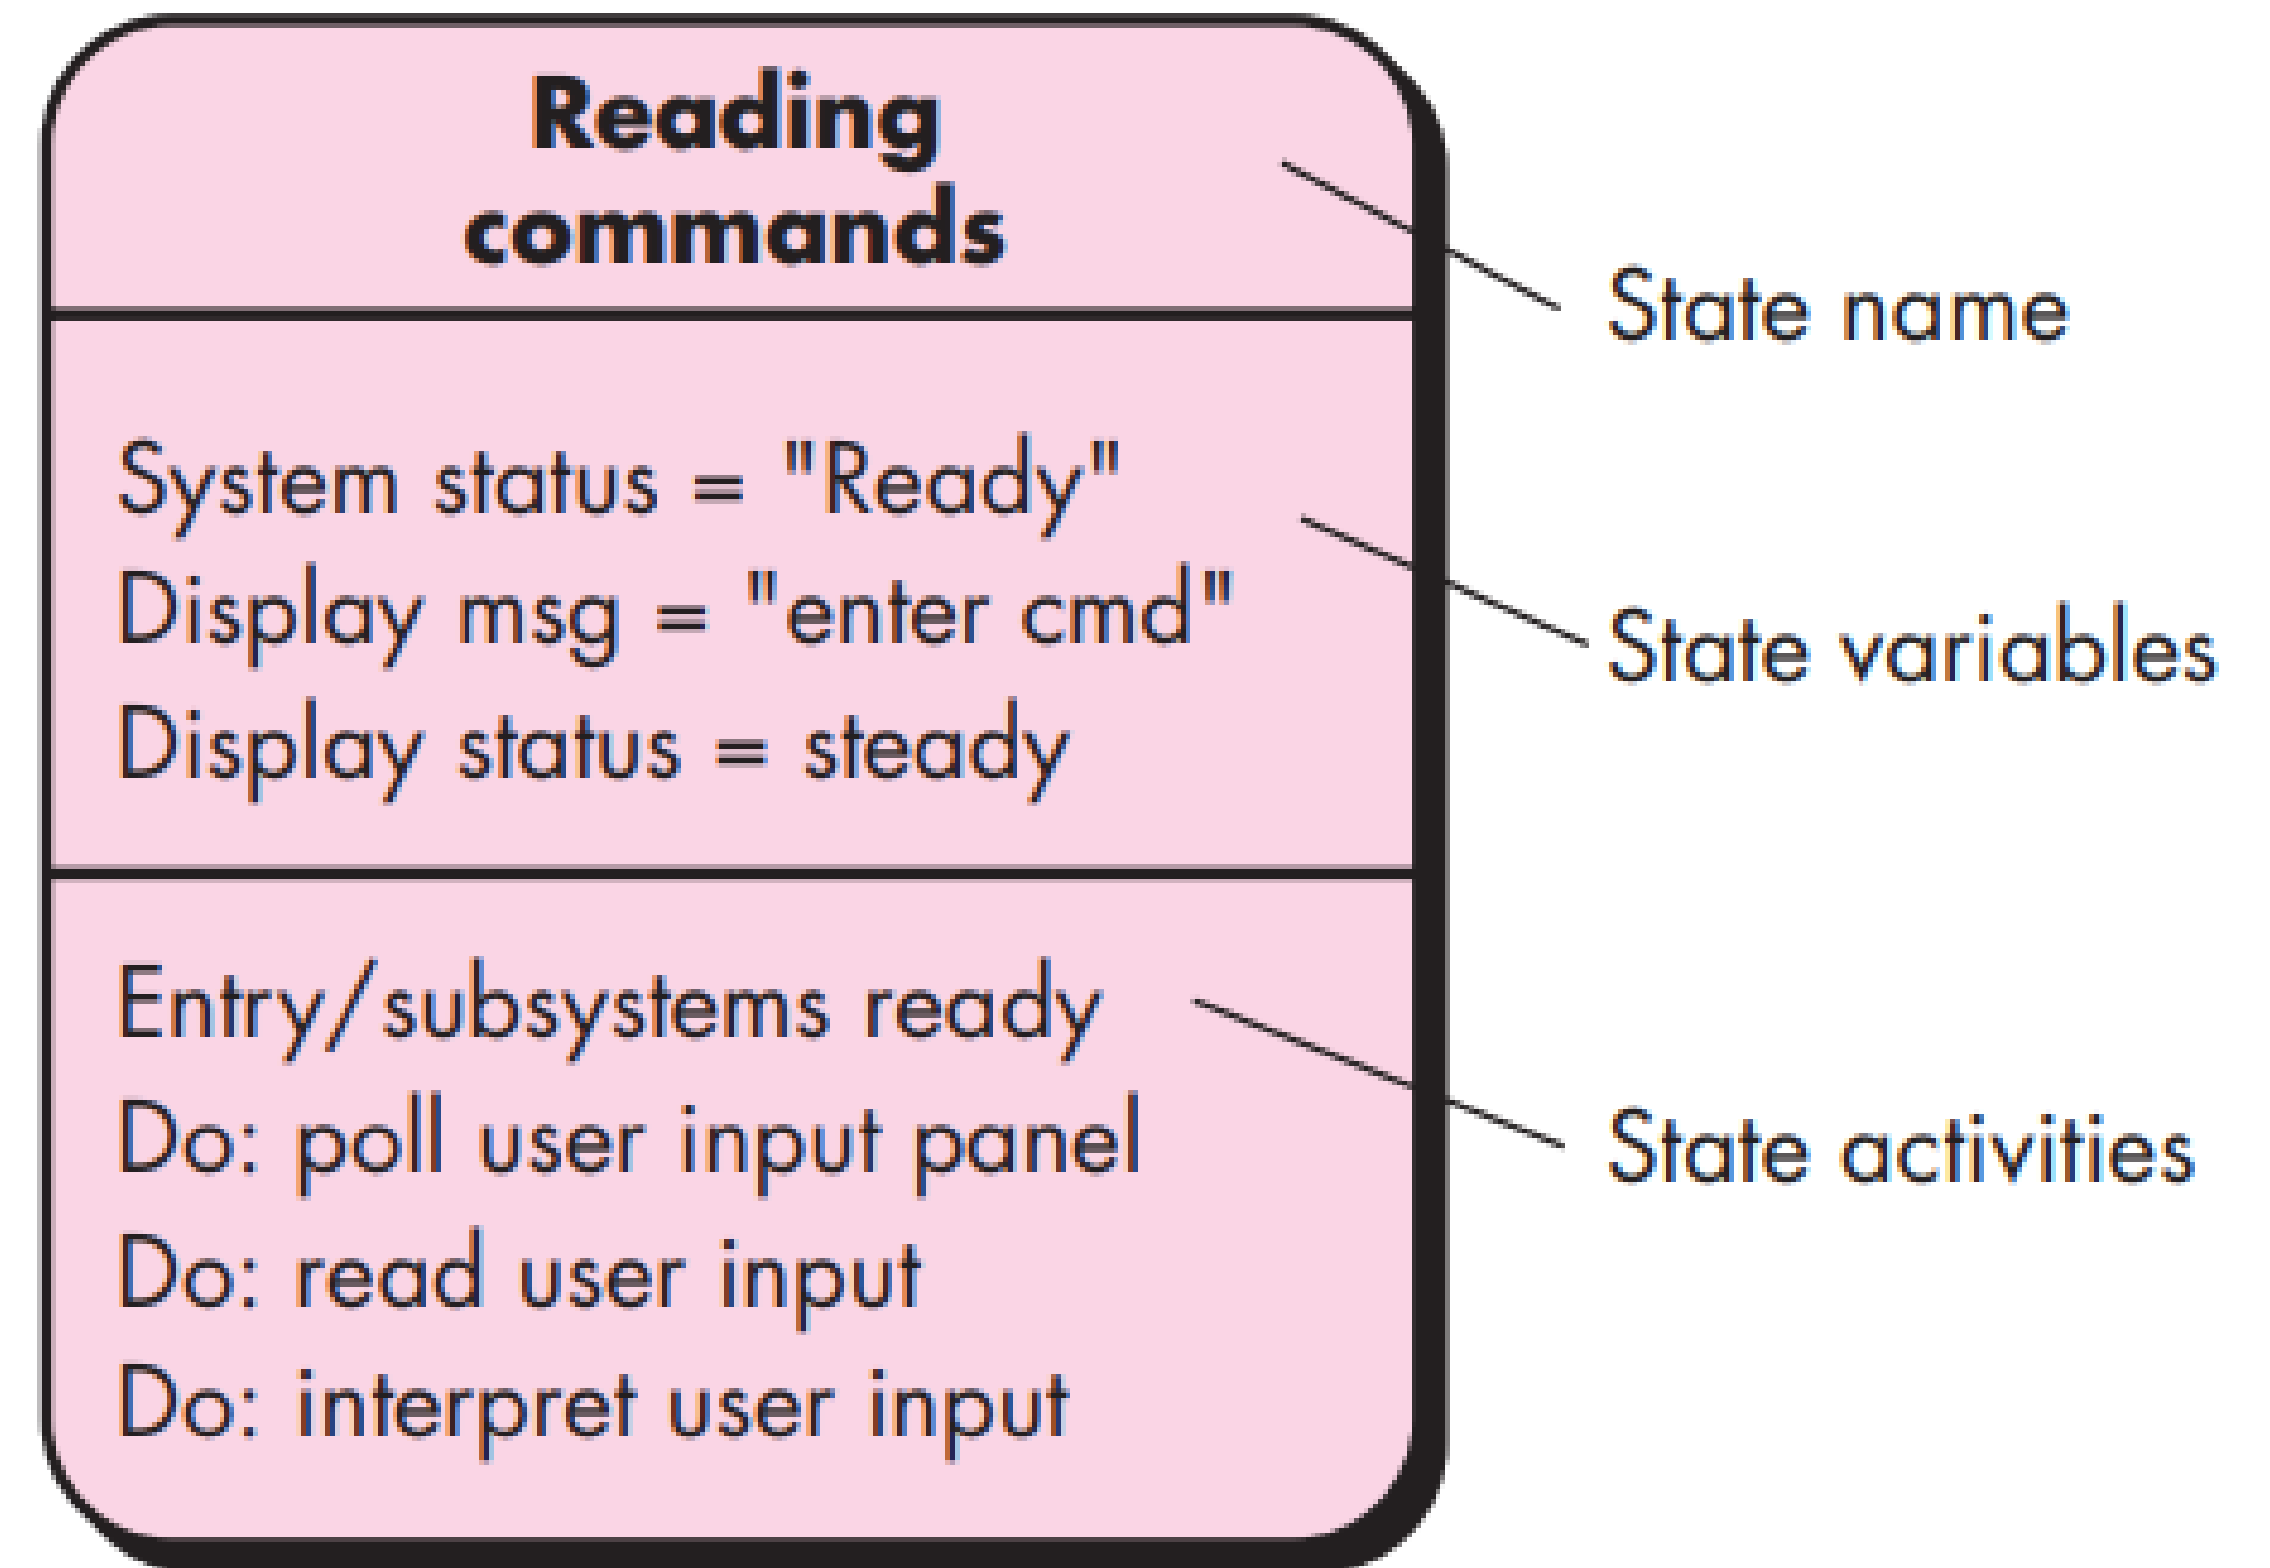 Reading
commands
State name
System status = "Ready"
Display msg = "enter cmd"
Display status = steady
State variables
Entry/subsystems ready
Do: poll user input panel
Do: read user input
Do: interpret user input
State activities